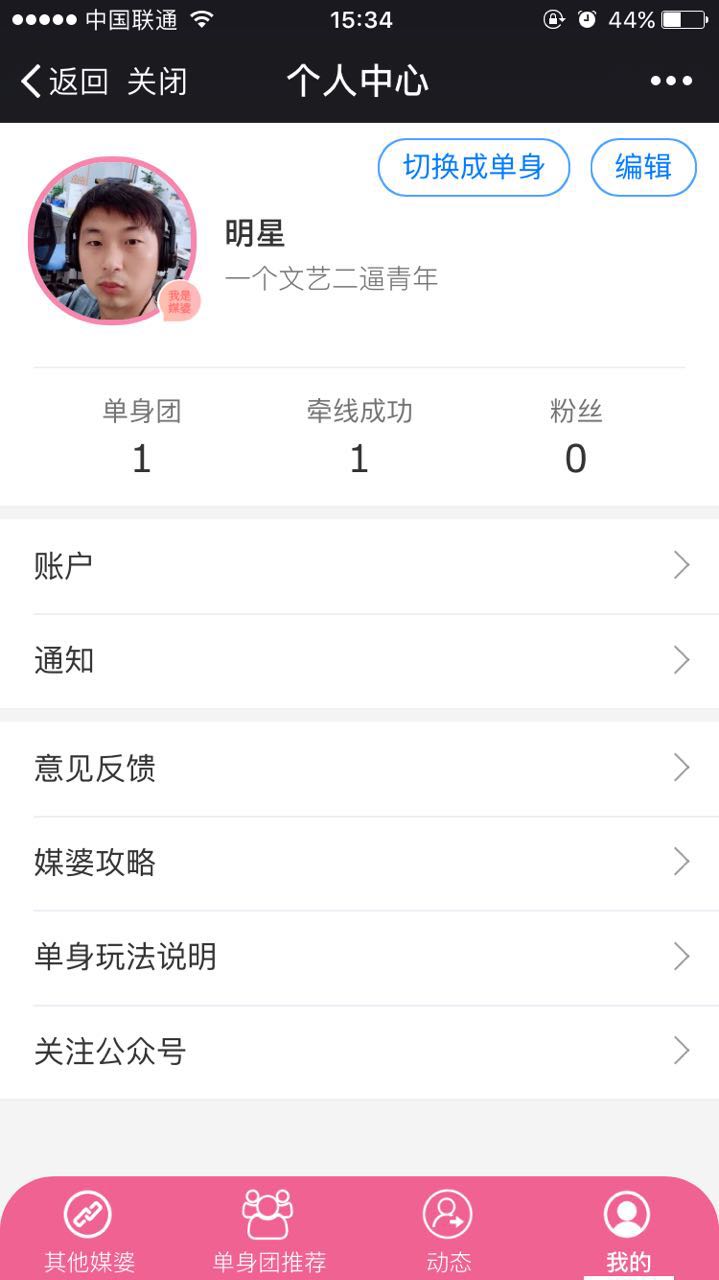 中国联通 15:34 44%
返回 关闭 个人中心
切换成单身 编辑
明星
一个文艺二逼青年
我是
媒婆
单身团 牵线成功 粉丝
1 1 0
账户
通知
意见反馈
媒婆攻略
单身玩法说明
关注公众号
其他媒婆 单身团推荐 动态 我的